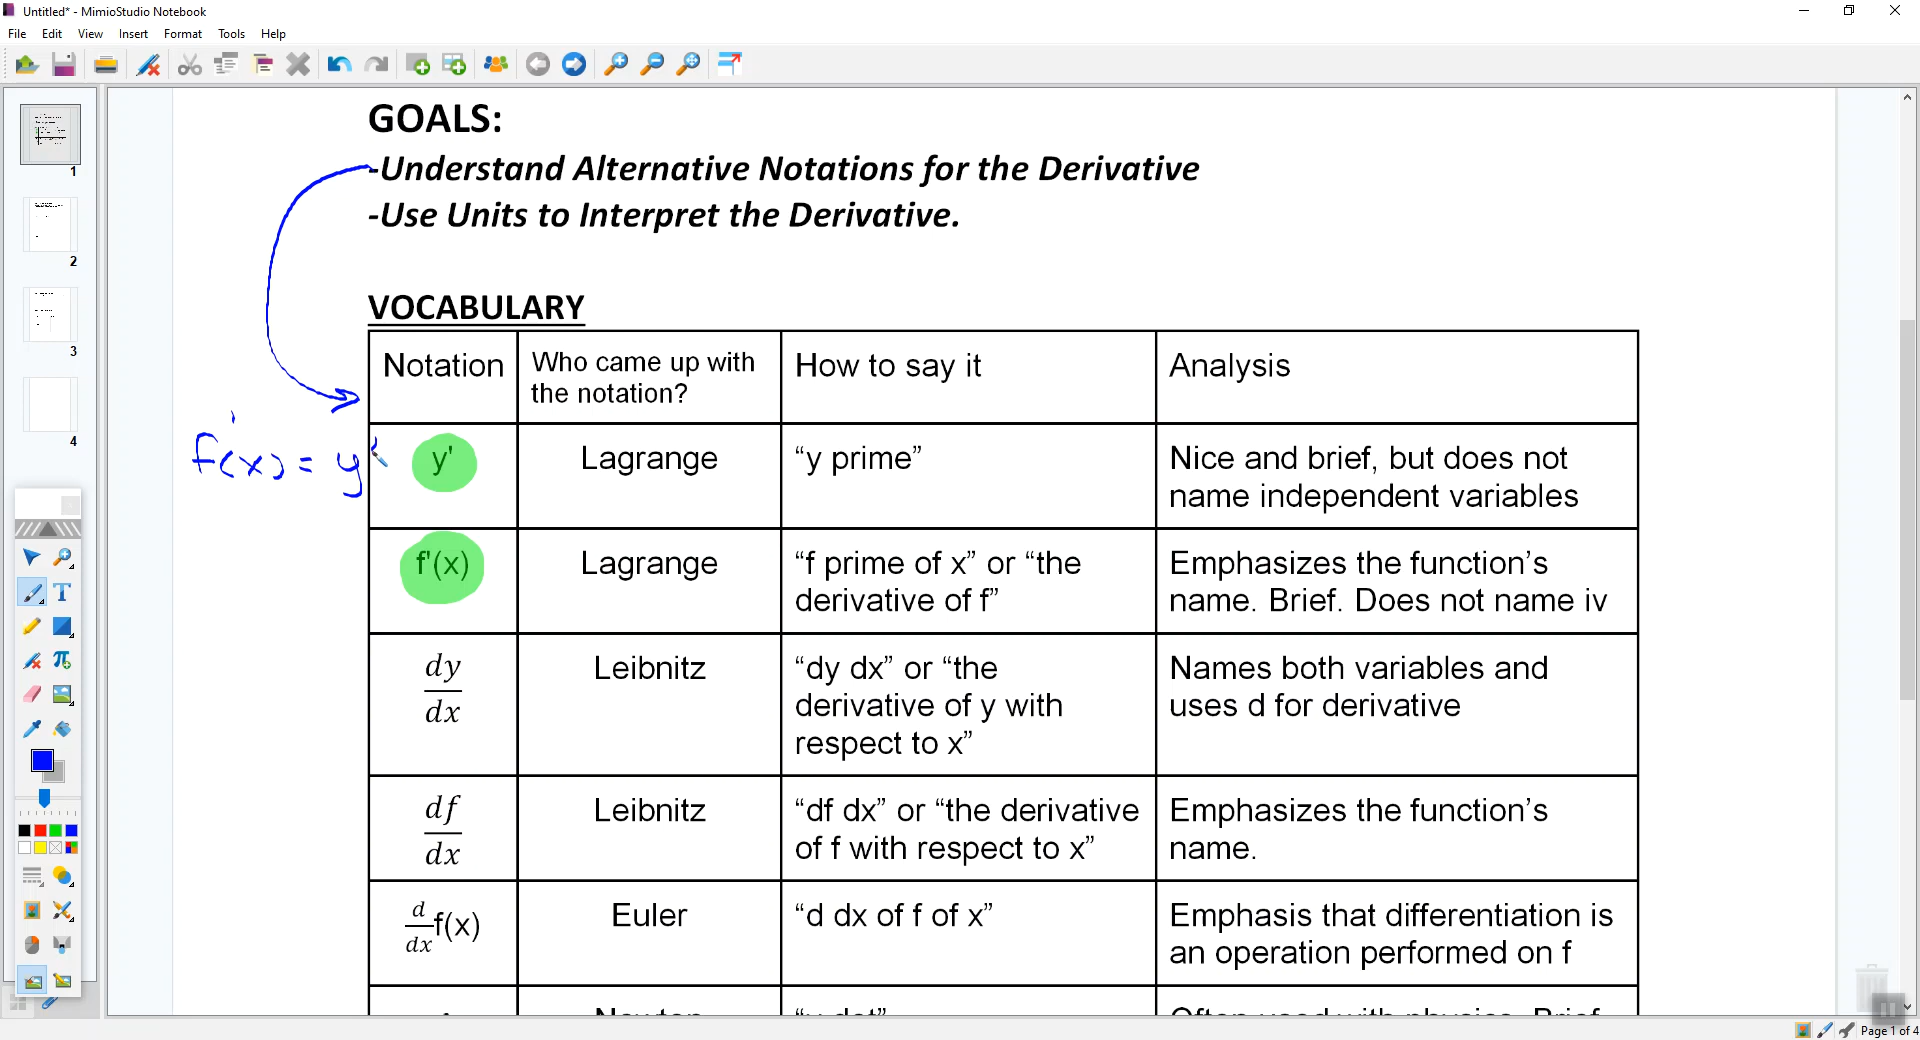 Untitled* - MimioStudio Notebook
File Edit View Insert Format Tools Help
GOALS:
-Understand Alternative Notations for the Derivative
-Use Units to Interpret the Derivative.
VOCABULARY
Notation
Who came up with
the notation?
How to say it
Analysis
f'(x) = y'
y'
Lagrange
“y prime”
Nice and brief, but does not
name independent variables
f'(x)
Lagrange
“f prime of x” or “the
derivative of f”
Emphasizes the function’s
name. Brief. Does not name iv
dy
dx
Leibnitz
“dy dx” or “the
derivative of y with
respect to x”
Names both variables and
uses d for derivative
df
dx
Leibnitz
“df dx” or “the derivative
of f with respect to x”
Emphasizes the function’s
name.
d
dx
f(x)
Euler
“d dx of f of x”
Emphasis that differentiation is
an operation performed on f
1
2
3
4
T
π
Page 1 of 4